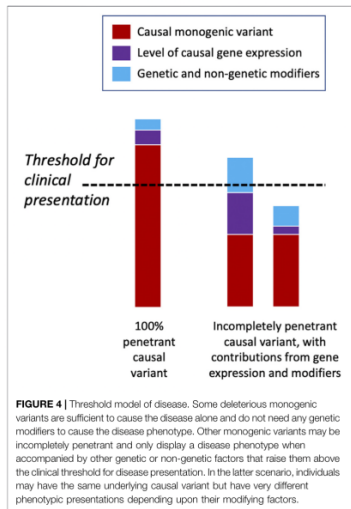 Causal monogenic variant
Level of causal gene expression
Genetic and non-genetic modifiers
Threshold for
clinical
presentation
100%
penetrant
causal
variant
Incompletely penetrant
causal variant, with
contributions from gene
expression and modifiers
FIGURE 4 | Threshold model of disease. Some deleterious monogenic
variants are sufficient to cause the disease alone and do not need any genetic
modifiers to cause the disease phenotype. Other monogenic variants may be
incompletely penetrant and only display a disease phenotype when
accompanied by other genetic or non-genetic factors that raise them above
the clinical threshold for disease presentation. In the latter scenario, individuals
may have the same underlying causal variant but have very different
phenotypic presentations depending upon their modifying factors.